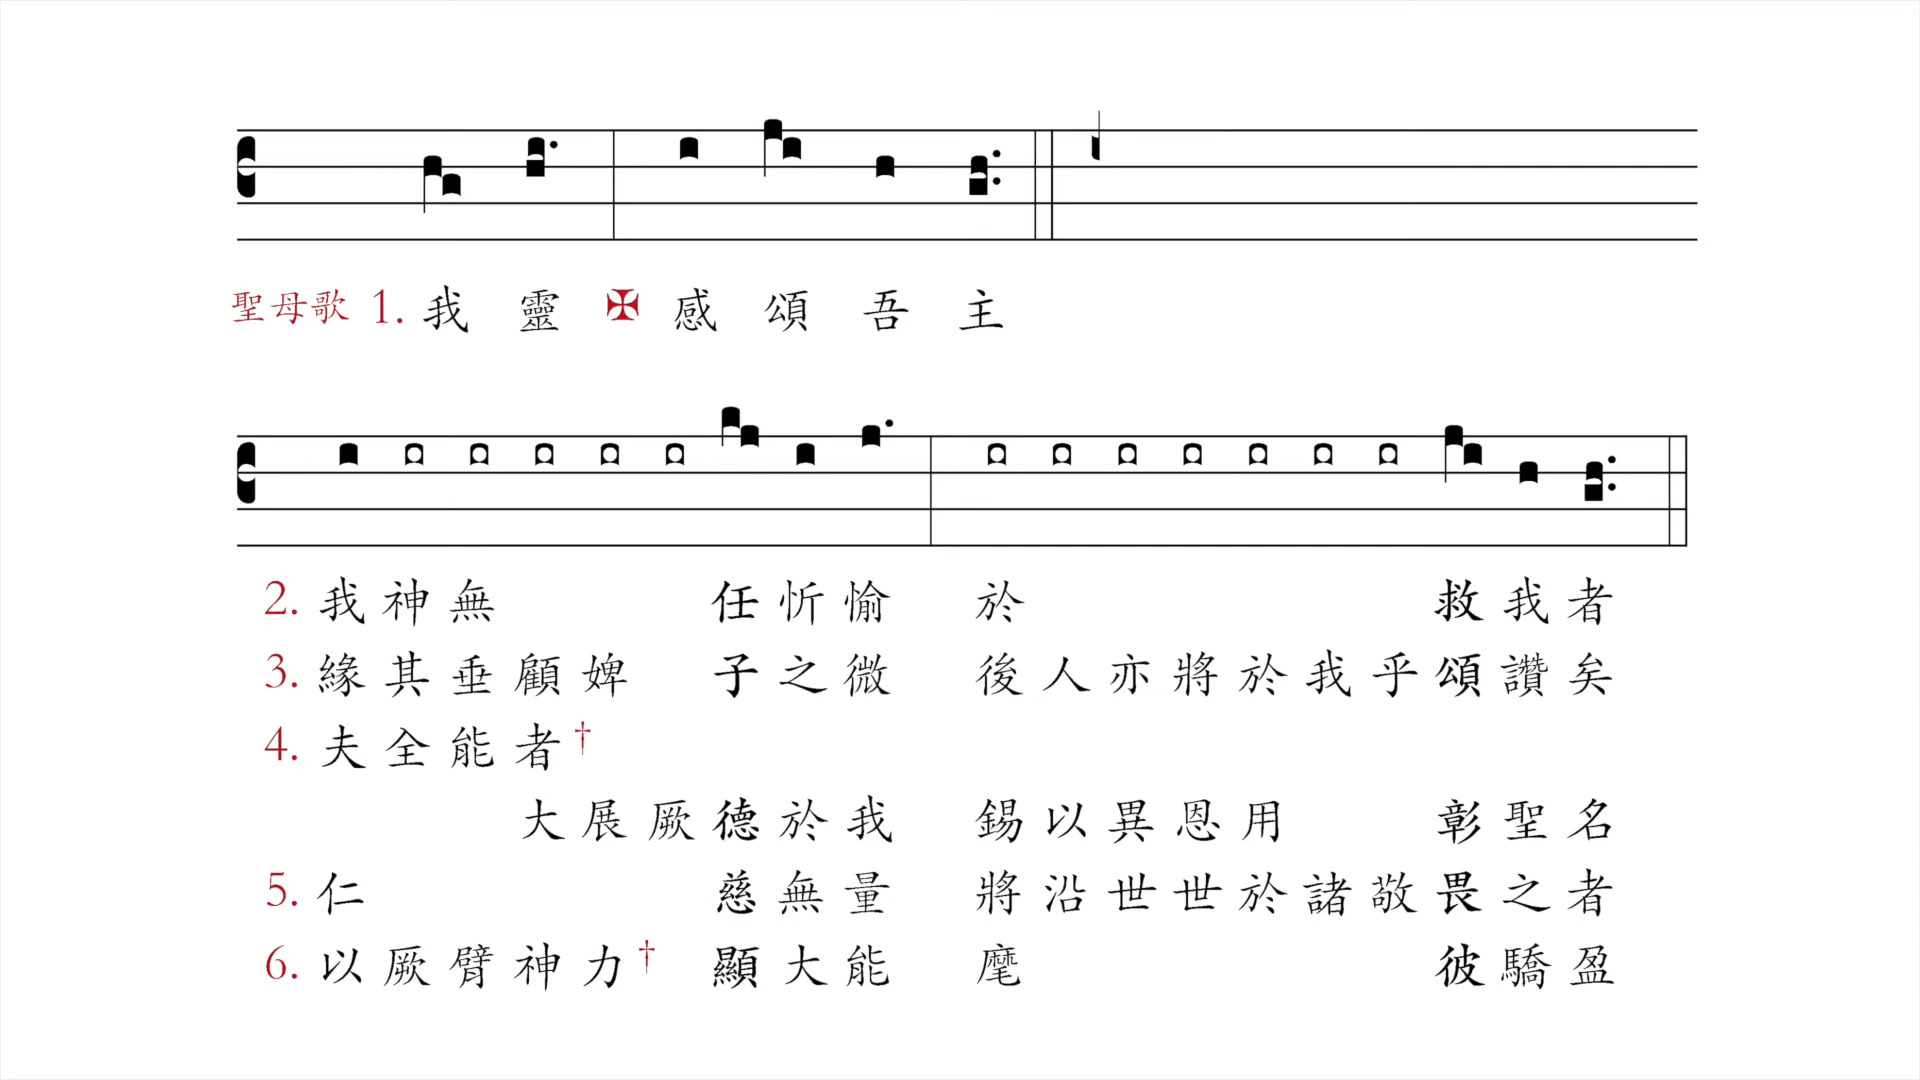 聖母歌 1. 我靈 ✠ 感頌吾主
2. 我神無任忻愉 於救我者
3. 緣其垂顧婢子之微 後人亦將於我乎頌讚矣
4. 夫全能者†
大展厥德於我 錫以異恩用彰聖名
5. 仁慈無量 將沿世世於諸敬畏之者
6. 以厥臂神力† 顯大能 麾彼驕盈